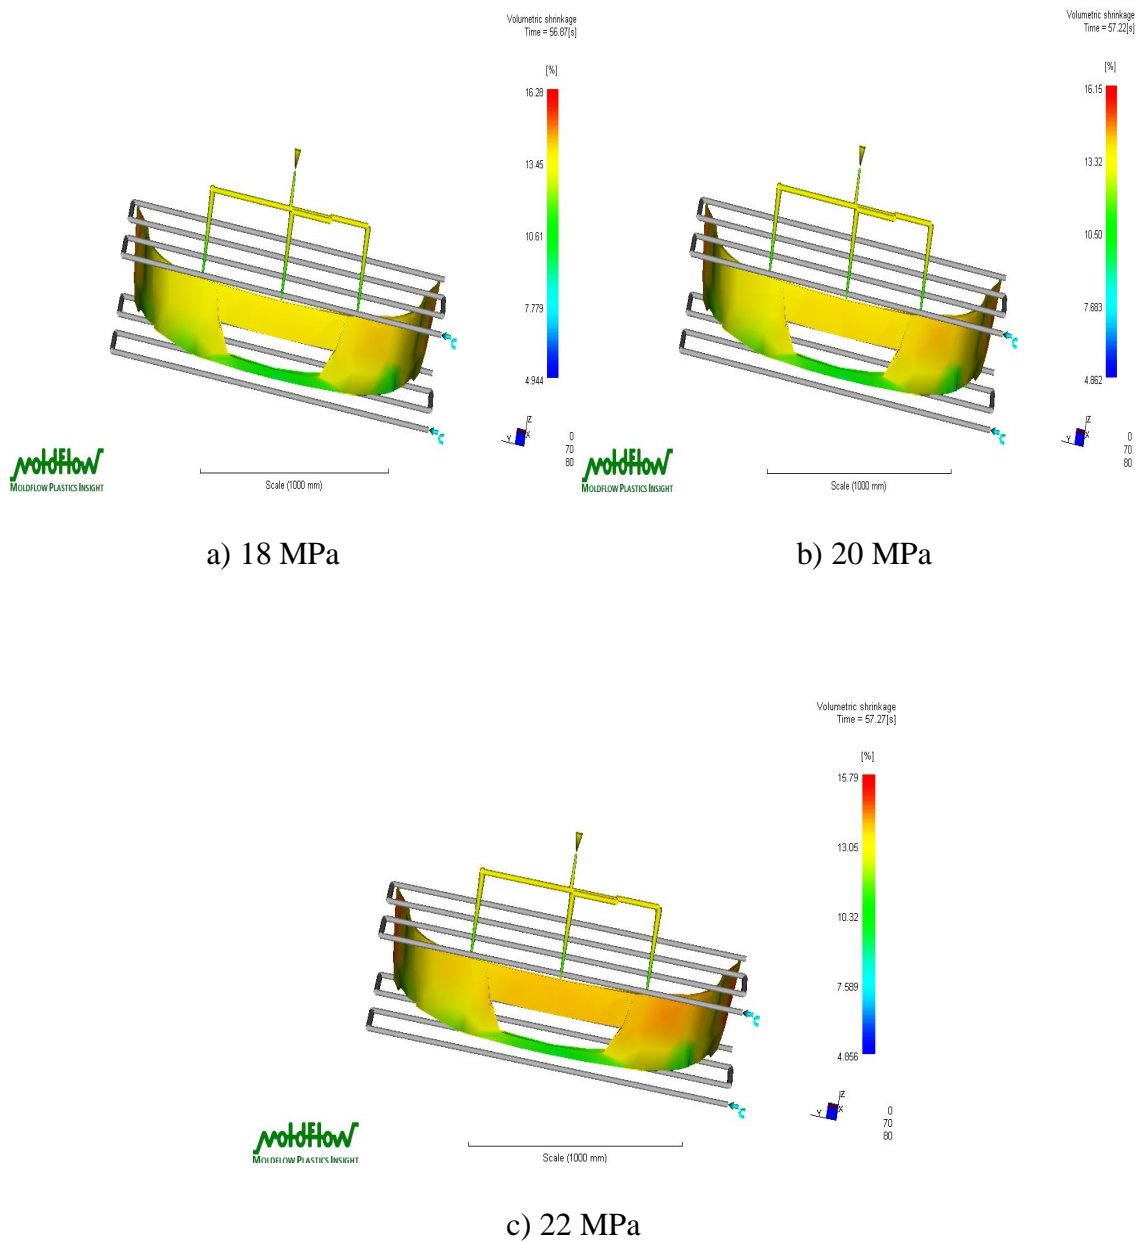 Volumetric shrinkage
Time = 56.87[s]
[%]
16.28
13.45
10.61
7.779
4.944
Z
Y
X
0
70
80
moldflow
MOLDFLOW PLASTICS INSIGHT
Scale (1000 mm)
a) 18 MPa
Volumetric shrinkage
Time = 57.22[s]
[%]
16.15
13.32
10.50
7.683
4.862
Z
Y
X
0
70
80
moldflow
MOLDFLOW PLASTICS INSIGHT
Scale (1000 mm)
b) 20 MPa
Volumetric shrinkage
Time = 57.27[s]
[%]
15.79
13.05
10.32
7.589
4.856
Z
Y
X
0
70
80
moldflow
MOLDFLOW PLASTICS INSIGHT
Scale (1000 mm)
c) 22 MPa